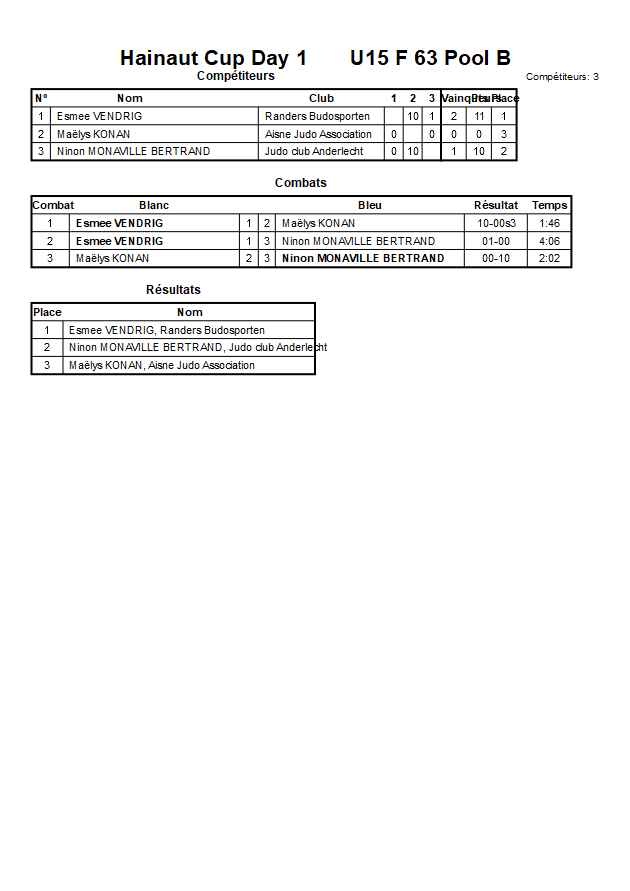 Hainaut Cup Day 1 U15 F 63 Pool B
Compétiteurs Compétiteurs: 3
N° Nom Club 1 2 3 Vainqueurs Pts Place
1 Esmee VENDRIG Randers Budosporten 10 1 2 11 1
2 Maëlys KONAN Aisne Judo Association 0 0 0 0 3
3 Ninon MONAVILLE BERTRAND Judo club Anderlecht 0 10 1 10 2
Combats
Combat Blanc Bleu Résultat Temps
1 Esmee VENDRIG 1 2 Maëlys KONAN 10-00s3 1:46
2 Esmee VENDRIG 1 3 Ninon MONAVILLE BERTRAND 01-00 4:06
3 Maëlys KONAN 2 3 Ninon MONAVILLE BERTRAND 00-10 2:02
Résultats
Place Nom
1 Esmee VENDRIG, Randers Budosporten
2 Ninon MONAVILLE BERTRAND, Judo club Anderlecht
3 Maëlys KONAN, Aisne Judo Association